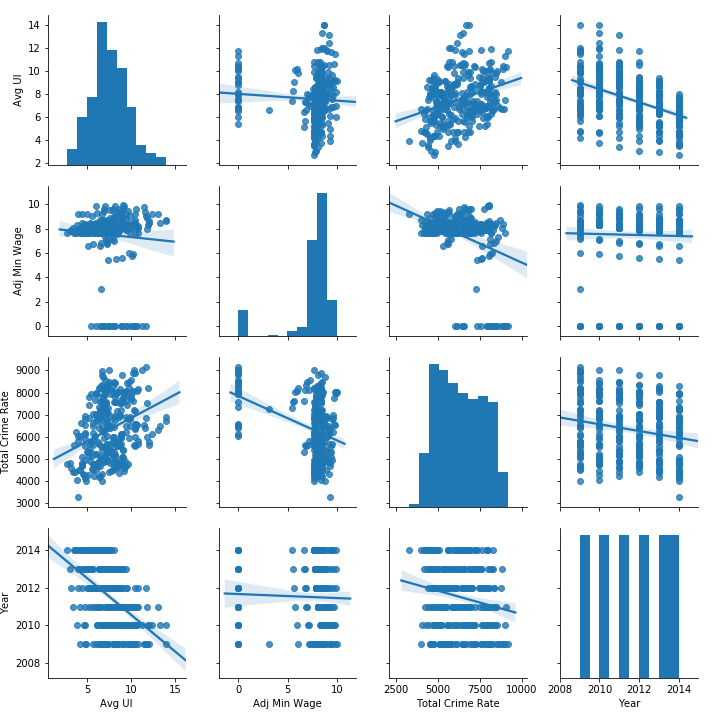 14
12
10
8
6
4
2
Avg UI
10
8
6
4
2
0
Adj Min Wage
9000
8000
7000
6000
5000
4000
3000
Total Crime Rate
2014
2012
2010
2008
Year
5 10 15
Avg UI
0 5 10
Adj Min Wage
2500 5000 7500 10000
Total Crime Rate
2008 2010 2012 2014
Year